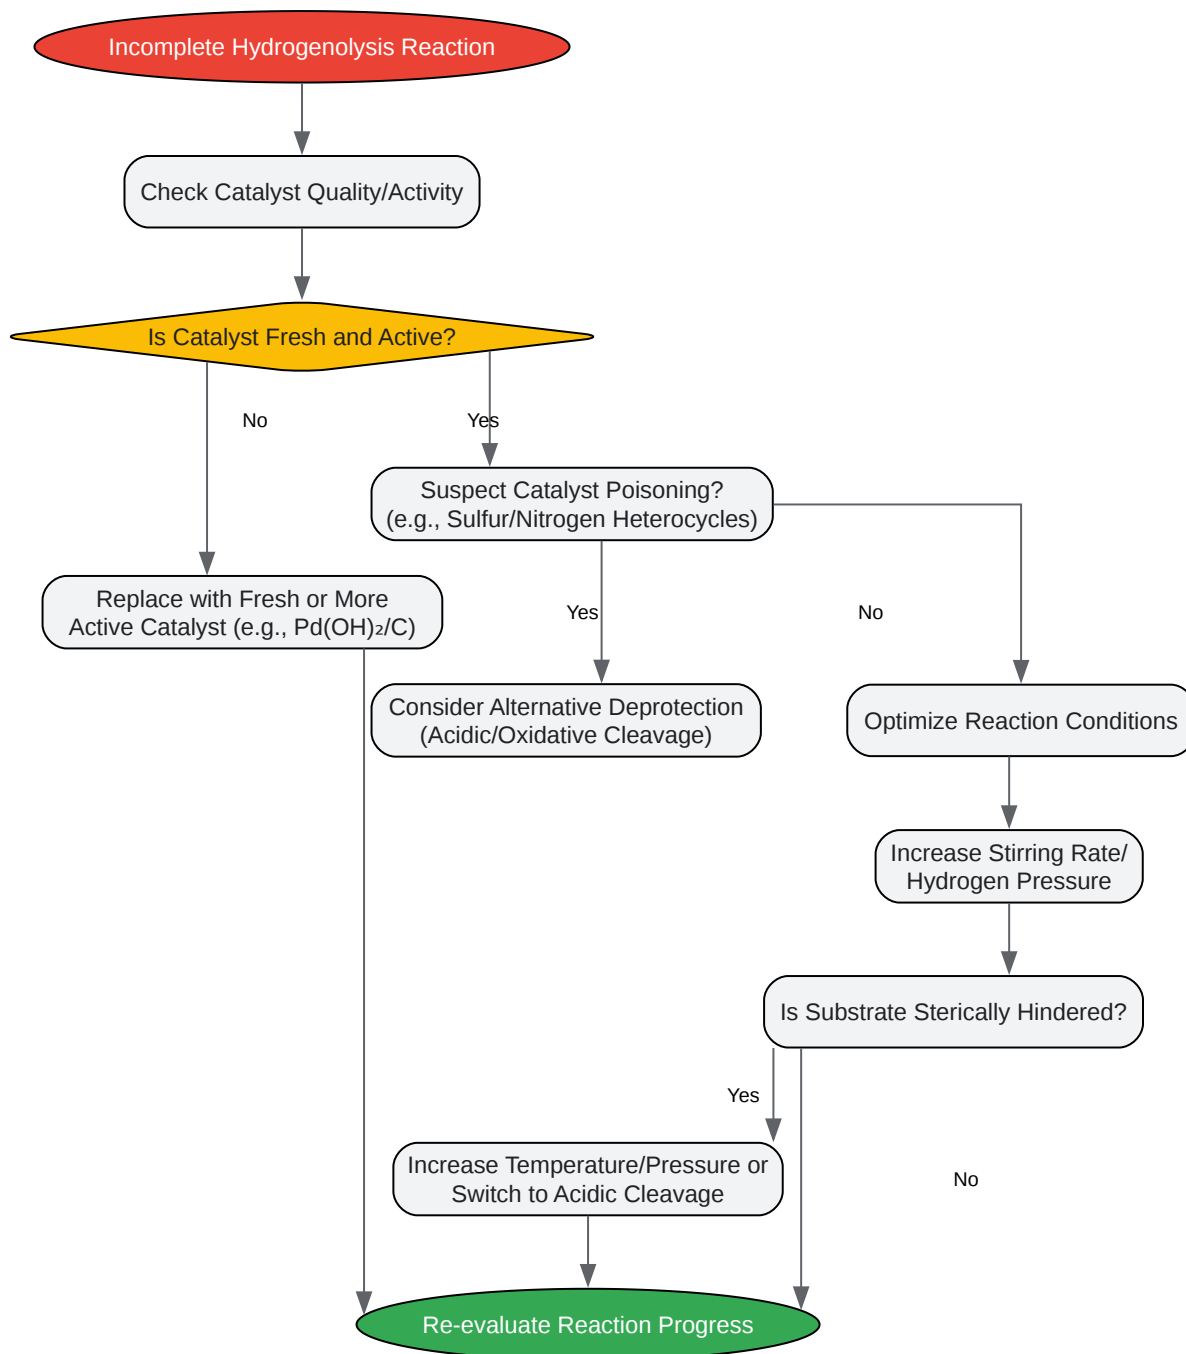 Incomplete Hydrogenolysis Reaction
Check Catalyst Quality/Activity
Is Catalyst Fresh and Active?
No
Yes
Suspect Catalyst Poisoning?
(e.g., Sulfur/Nitrogen Heterocycles)
Replace with Fresh or More
Active Catalyst (e.g., Pd(OH)₂/C)
Yes
No
Consider Alternative Deprotection
(Acidic/Oxidative Cleavage)
Optimize Reaction Conditions
Increase Stirring Rate/
Hydrogen Pressure
Is Substrate Sterically Hindered?
Yes
Increase Temperature/Pressure or
Switch to Acidic Cleavage
No
Re-evaluate Reaction Progress